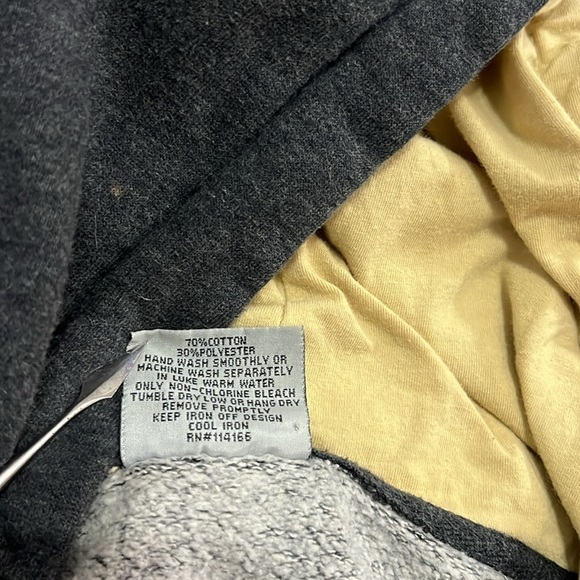 70%COTTON
30%POLYESTER
HAND WASH SMOOTHLY OR
MACHINE WASH SEPARATELY
IN LUKE WARM WATER
ONLY NON-CHLORINE BLEACH
TUMBLE DRY LOW OR HANG DRY
REMOVE PROMPTLY
KEEP IRON OFF DESIGN
COOL IRON
RN#114166